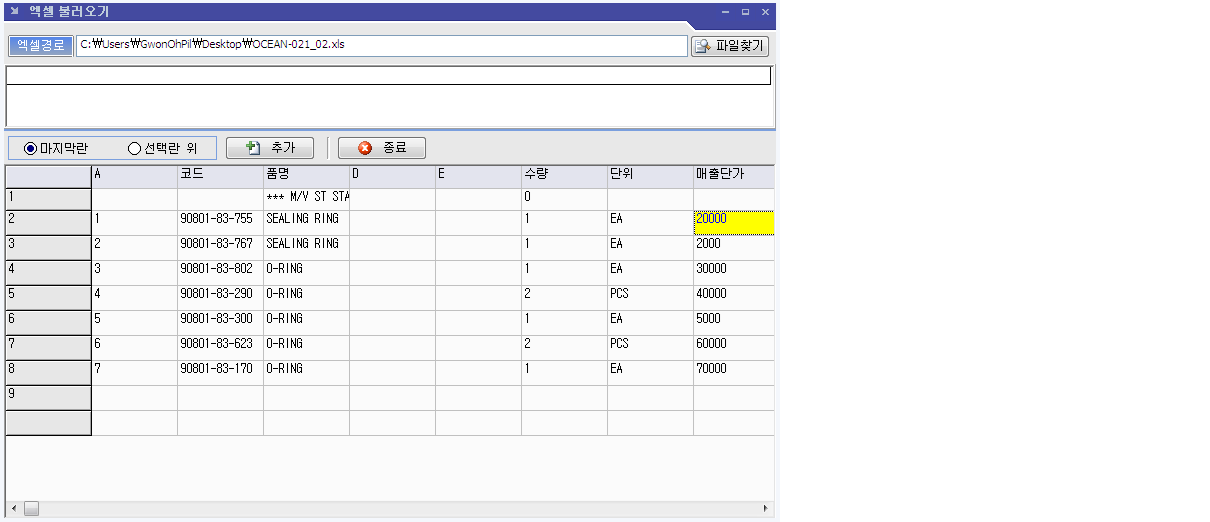 엑셀 불러오기
엑셀경로 C:₩Users₩GwonOhPil₩Desktop₩OCEAN-021_02.xls 파일찾기
마지막란 선택란 위 추가 종료
A 코드 품명 D E 수량 단위 매출단가
1 *** M/V ST STA 0
2 1 90801-83-755 SEALING RING 1 EA 20000
3 2 90801-83-767 SEALING RING 1 EA 2000
4 3 90801-83-802 O-RING 1 EA 30000
5 4 90801-83-290 O-RING 2 PCS 40000
6 5 90801-83-300 O-RING 1 EA 5000
7 6 90801-83-623 O-RING 2 PCS 60000
8 7 90801-83-170 O-RING 1 EA 70000
9